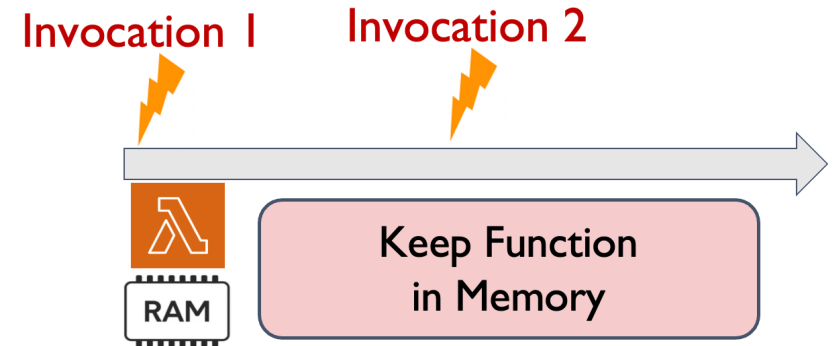 Invocation 1
Invocation 2
Keep Function
in Memory
RAM